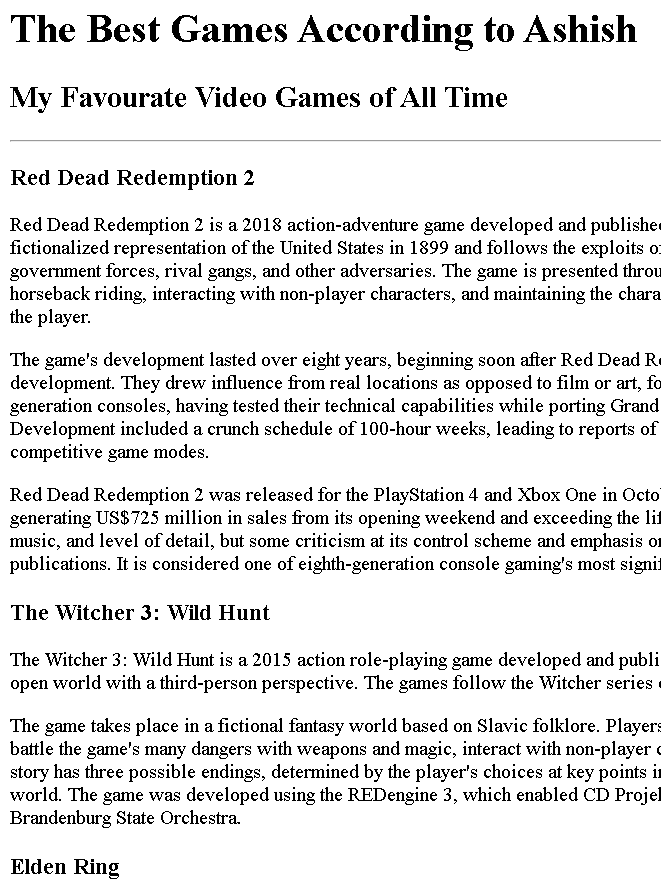 The Best Games According to Ashish
My Favourate Video Games of All Time
Red Dead Redemption 2
Red Dead Redemption 2 is a 2018 action-adventure game developed and published
fictionalized representation of the United States in 1899 and follows the exploits
government forces, rival gangs, and other adversaries. The game is presented
horseback riding, interacting with non-player characters, and maintaining the
the player.
The game's development lasted over eight years, beginning soon after Red Dead
development. They drew influence from real locations as opposed to film or art,
generation consoles, having tested their technical capabilities while porting Grand
Development included a crunch schedule of 100-hour weeks, leading to reports of
competitive game modes.
Red Dead Redemption 2 was released for the PlayStation 4 and Xbox One in
generating US$725 million in sales from its opening weekend and exceeding the
music, and level of detail, but some criticism at its control scheme and emphasis
publications. It is considered one of eighth-generation console gaming's most
The Witcher 3: Wild Hunt
The Witcher 3: Wild Hunt is a 2015 action role-playing game developed and
open world with a third-person perspective. The games follow the Witcher series
The game takes place in a fictional fantasy world based on Slavic folklore. Players
battle the game's many dangers with weapons and magic, interact with non-player
story has three possible endings, determined by the player's choices at key points
world. The game was developed using the REDengine 3, which enabled CD
Brandenburg State Orchestra.
Elden Ring